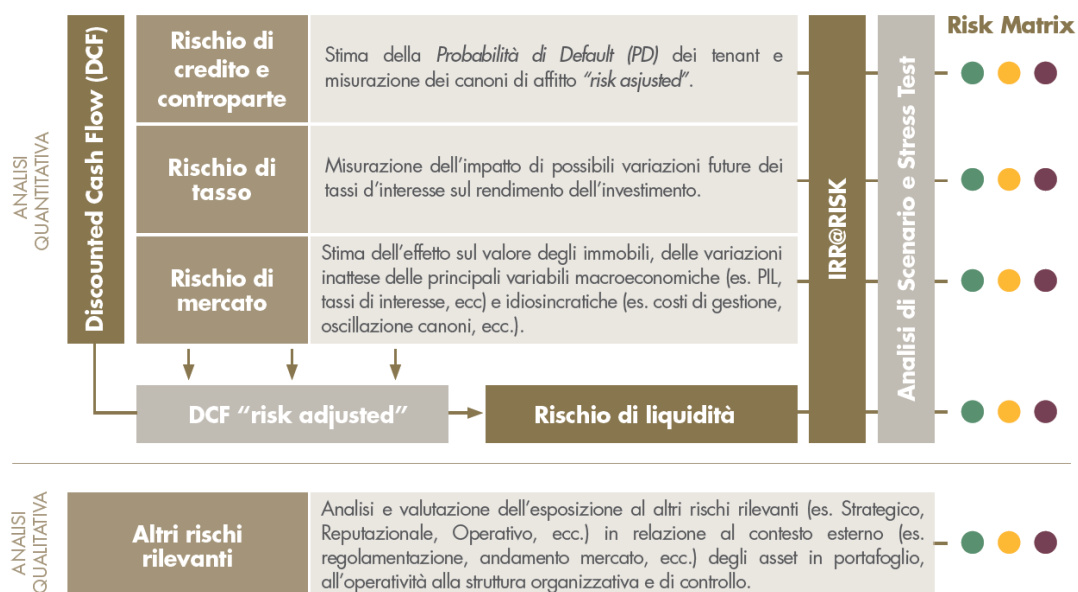 Risk Matrix
ANALISI
QUANTITATIVA
Discounted Cash Flow (DCF)
Rischio di
credito e
controparte
Stima della Probabilità di Default (PD) dei tenant e
misurazione dei canoni di affitto “risk asjusted”.
Rischio di
tasso
Misurazione dell’impatto di possibili variazioni future dei
tassi d’interesse sul rendimento dell’investimento.
Rischio di
mercato
Stima dell’effetto sul valore degli immobili, delle variazioni
inattese delle principali variabili macroeconomiche (es. PIL,
tassi di interesse, ecc) e idiosincratiche (es. costi di gestione,
oscillazione canoni, ecc.).
IRR@RISK
Analisi di Scenario e Stress Test
DCF “risk adjusted”
Rischio di liquidità
ANALISI
QUALITATIVA
Altri rischi
rilevanti
Analisi e valutazione dell’esposizione al altri rischi rilevanti (es. Strategico,
Reputazionale, Operativo, ecc.) in relazione al contesto esterno (es.
regolamentazione, andamento mercato, ecc.) degli asset in portafoglio,
all’operatività alla struttura organizzativa e di controllo.